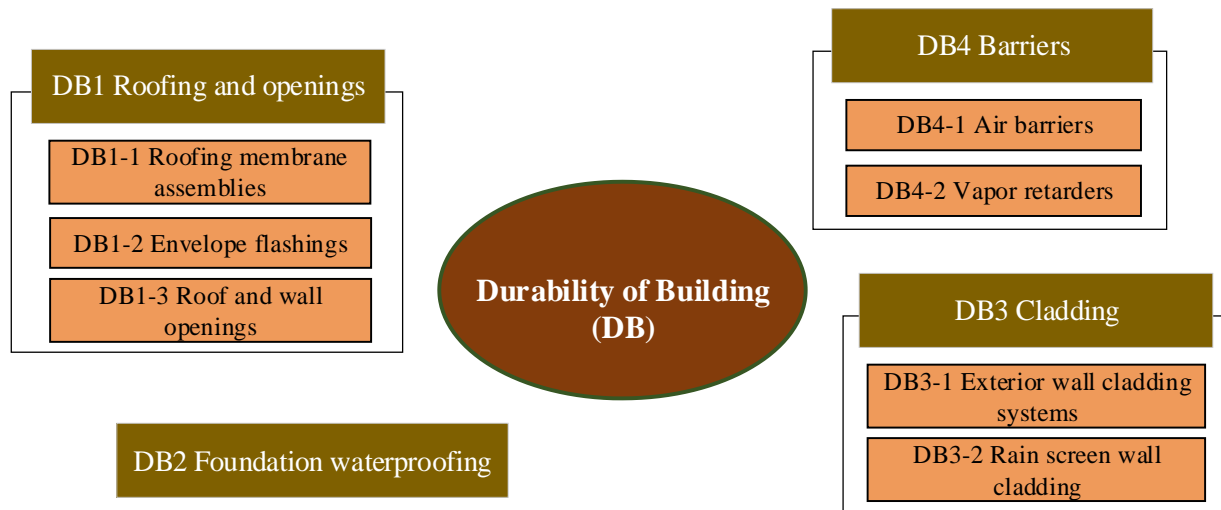 DB1 Roofing and openings
DB1-1 Roofing membrane
assemblies
DB1-2 Envelope flashings
DB1-3 Roof and wall
openings
DB2 Foundation waterproofing
Durability of Building
(DB)
DB4 Barriers
DB4-1 Air barriers
DB4-2 Vapor retarders
DB3 Cladding
DB3-1 Exterior wall cladding
systems
DB3-2 Rain screen wall
cladding